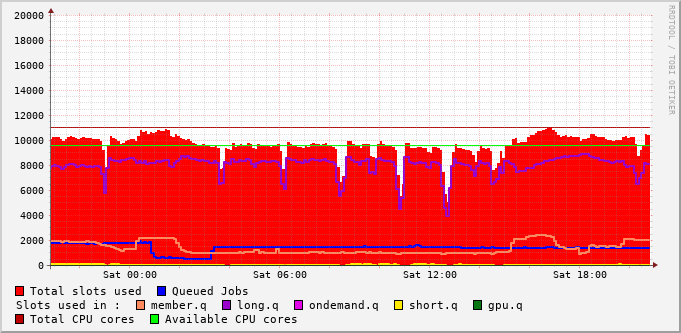 20000
18000
16000
14000
12000
10000
8000
6000
4000
2000
0
Sat 00:00 Sat 06:00 Sat 12:00 Sat 18:00
Total slots used Queued Jobs
Slots used in : member.q long.q ondemand.q short.q gpu.q
Total CPU cores Available CPU cores
RRDTOOL / TOBI OETIKER